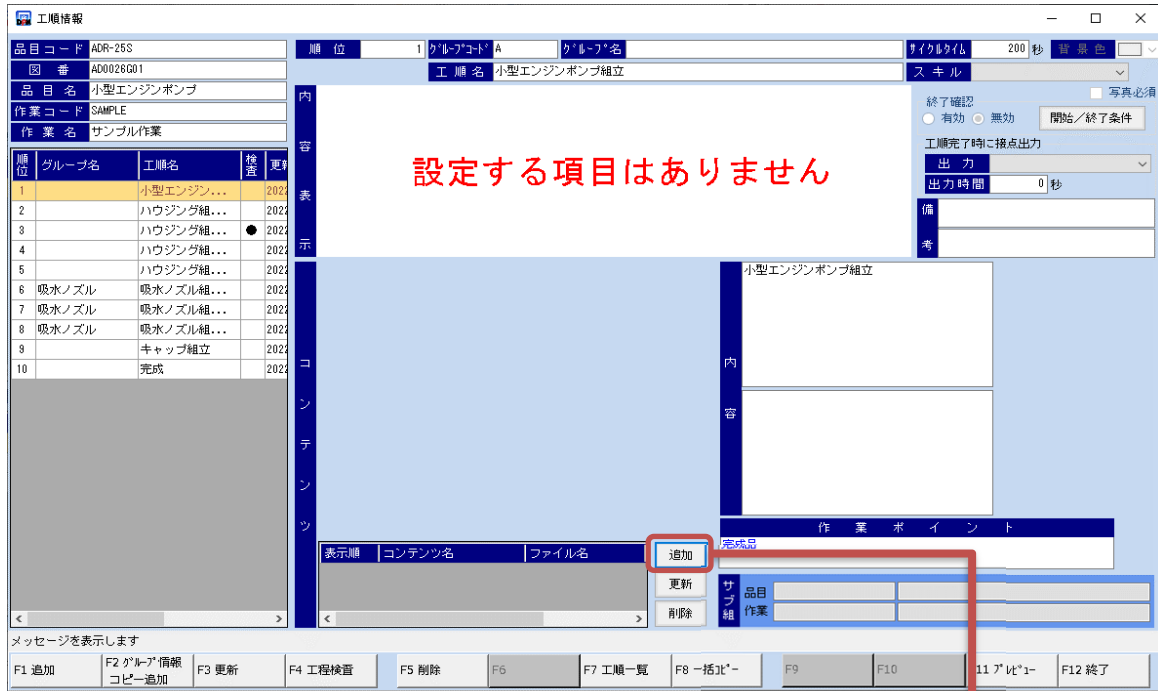 工順情報
品目コード ADR-25S
図 番 AD0026G01
品 目 名 小型エンジンポンプ
作業コード SAMPLE
作 業 名 サンプル作業
順 位 1 グループコード A グループ名
工 順 名 小型エンジンポンプ組立
サイクルタイム 200 秒 背 景 色
ス キ ル
写真必須
終了確認
有効 無効 開始/終了条件
工順完了時に接点出力
出 力
出力時間 0 秒
備
考
内容表示
設定する項目はありません
順位 グループ名 工順名 検査 更新
1 小型エンジン... 2022
2 ハウジング組... 2022
3 ハウジング組... ● 2022
4 ハウジング組... 2022
5 ハウジング組... 2022
6 吸水ノズル 吸水ノズル組... 2022
7 吸水ノズル 吸水ノズル組... 2022
8 吸水ノズル 吸水ノズル組... 2022
9 キャップ組立 2022
10 完成 2022
コンテンツ
表示順 コンテンツ名 ファイル名
追加
更新
削除
内容
小型エンジンポンプ組立
作 業 ポ イ ン ト
完成品
サブ組
品目
作業
メッセージを表示します
F1 追加
F2 グループ情報
コピー追加
F3 更新
F4 工程検査
F5 削除
F6
F7 工順一覧
F8 一括コピー
F9
F10
11 プレビュー
F12 終了